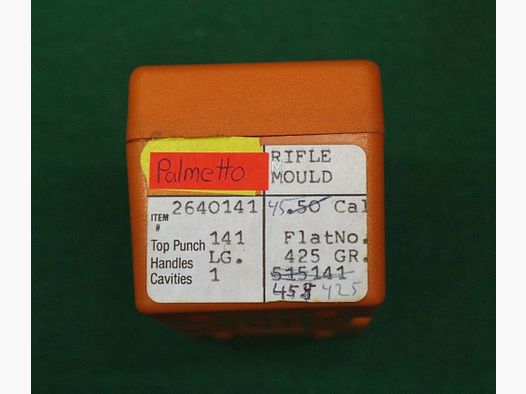 Palmetto
RIFLE
MOULD
ITEM # 2640141
45 .50 Cal
Top Punch 141
FlatNo.
Handles LG.
425 GR.
Cavities 1
515141
458 425